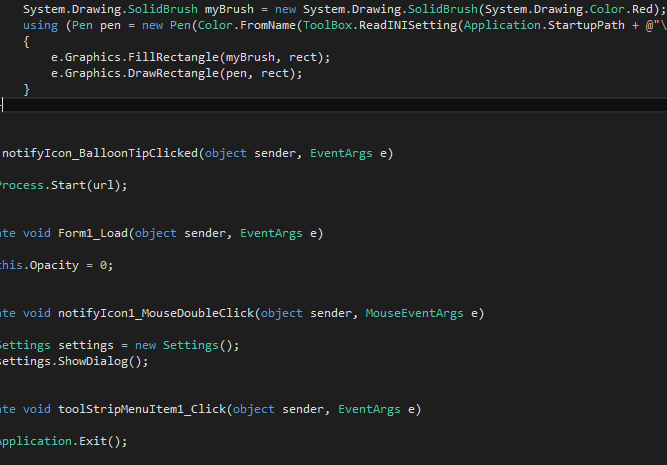 System.Drawing.SolidBrush myBrush = new System.Drawing.SolidBrush(System.Drawing.Color.Red);
using (Pen pen = new Pen(Color.FromName(ToolBox.ReadINISetting(Application.StartupPath + @"\
{
e.Graphics.FillRectangle(myBrush, rect);
e.Graphics.DrawRectangle(pen, rect);
}
notifyIcon_BalloonTipClicked(object sender, EventArgs e)
Process.Start(url);
ate void Form1_Load(object sender, EventArgs e)
this.Opacity = 0;
ate void notifyIcon1_MouseDoubleClick(object sender, MouseEventArgs e)
Settings settings = new Settings();
settings.ShowDialog();
ate void toolStripMenuItem1_Click(object sender, EventArgs e)
Application.Exit();